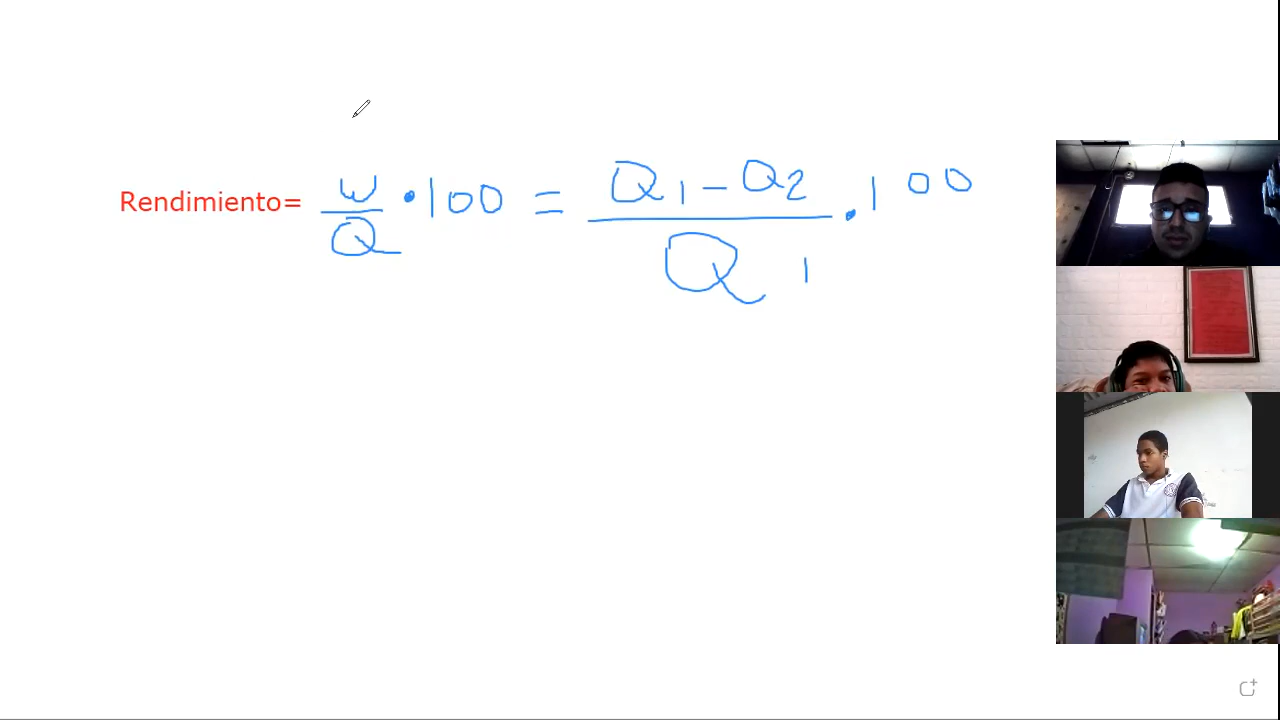 Rendimiento= W/Q • 100 = Q1-Q2/Q1 . 100